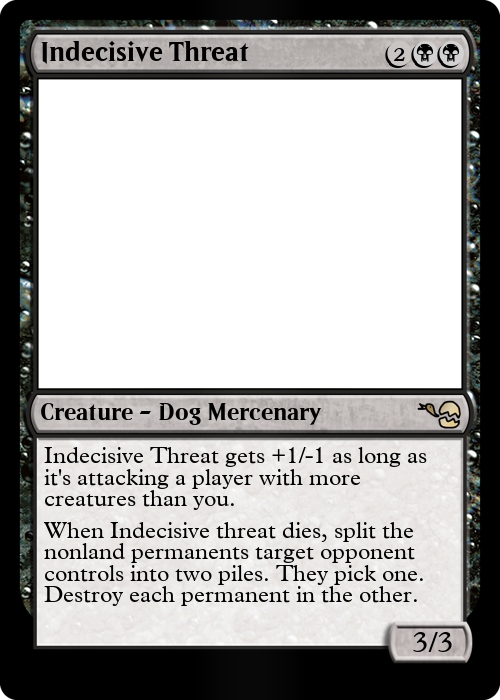 Indecisive Threat 2
Creature – Dog Mercenary
Indecisive Threat gets +1/-1 as long as
it's attacking a player with more
creatures than you.
When Indecisive threat dies, split the
nonland permanents target opponent
controls into two piles. They pick one.
Destroy each permanent in the other.
3/3